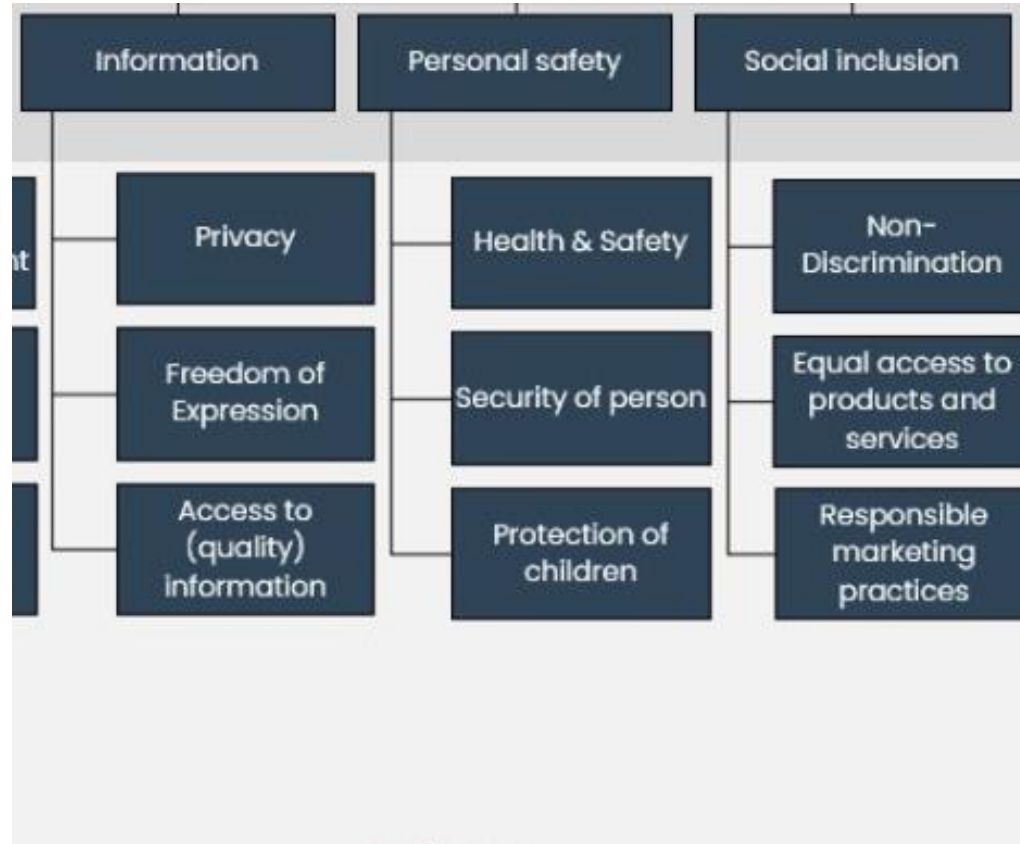 Information
Personal safety
Social inclusion
Privacy
Freedom of
Expression
Access to
(quality)
information
Health & Safety
Security of person
Protection of
children
Non-
Discrimination
Equal access to
products and
services
Responsible
marketing
practices